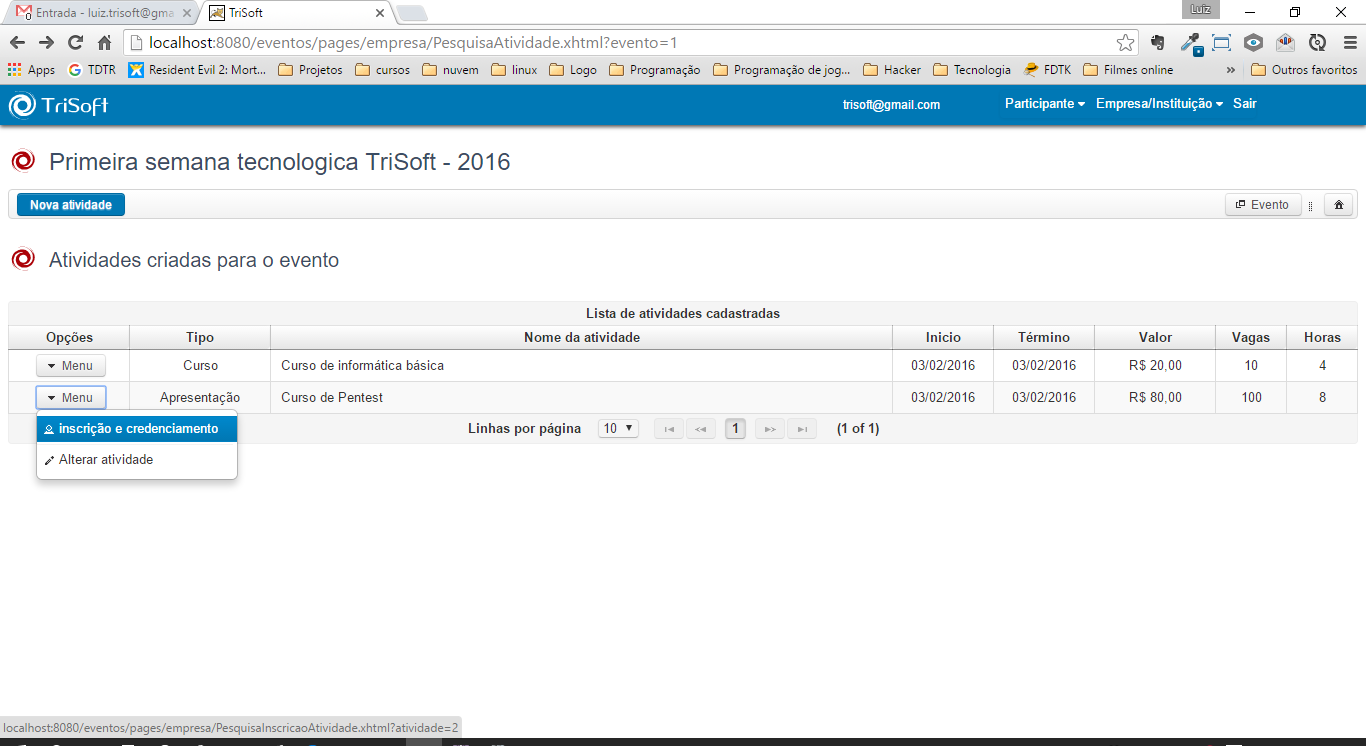 Entrada - luiz.trisoft@gma
TriSoft
Luiz
localhost:8080/eventos/pages/empresa/PesquisaAtividade.xhtml?evento=1
Apps TDTR Resident Evil 2: Mort... Projetos cursos nuvem linux Logo Programação Programação de jog... Hacker Tecnologia FDTK Filmes online » Outros favoritos
TriSoft trisoft@gmail.com Participante Empresa/Instituição Sair
Primeira semana tecnologica TriSoft - 2016
Nova atividade Evento
Atividades criadas para o evento
Lista de atividades cadastradas
Opções Tipo Nome da atividade Inicio Término Valor Vagas Horas
Menu Curso Curso de informática básica 03/02/2016 03/02/2016 R$ 20,00 10 4
Menu Apresentação Curso de Pentest 03/02/2016 03/02/2016 R$ 80,00 100 8
inscrição e credenciamento
Linhas por página 10 1 (1 of 1)
Alterar atividade
localhost:8080/eventos/pages/empresa/PesquisaInscricaoAtividade.xhtml?atividade=2